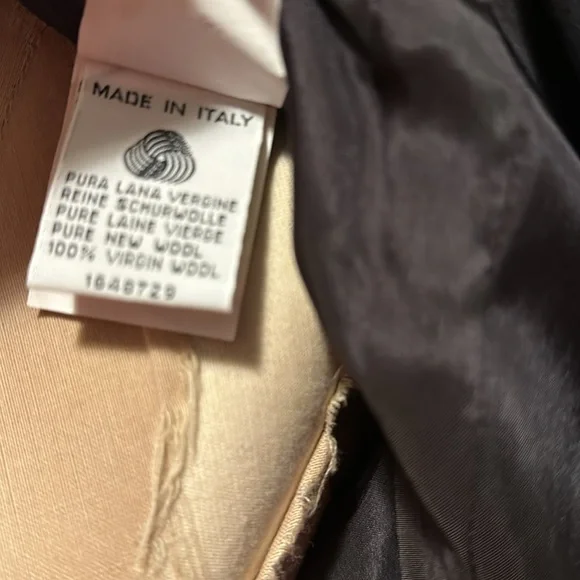 MADE IN ITALY
PURA LANA VERGINE
REINE SCHURWOLLE
PURE LAINE VIERGE
PURE NEW WOOL
100% VIRGIN WOOL
1648729